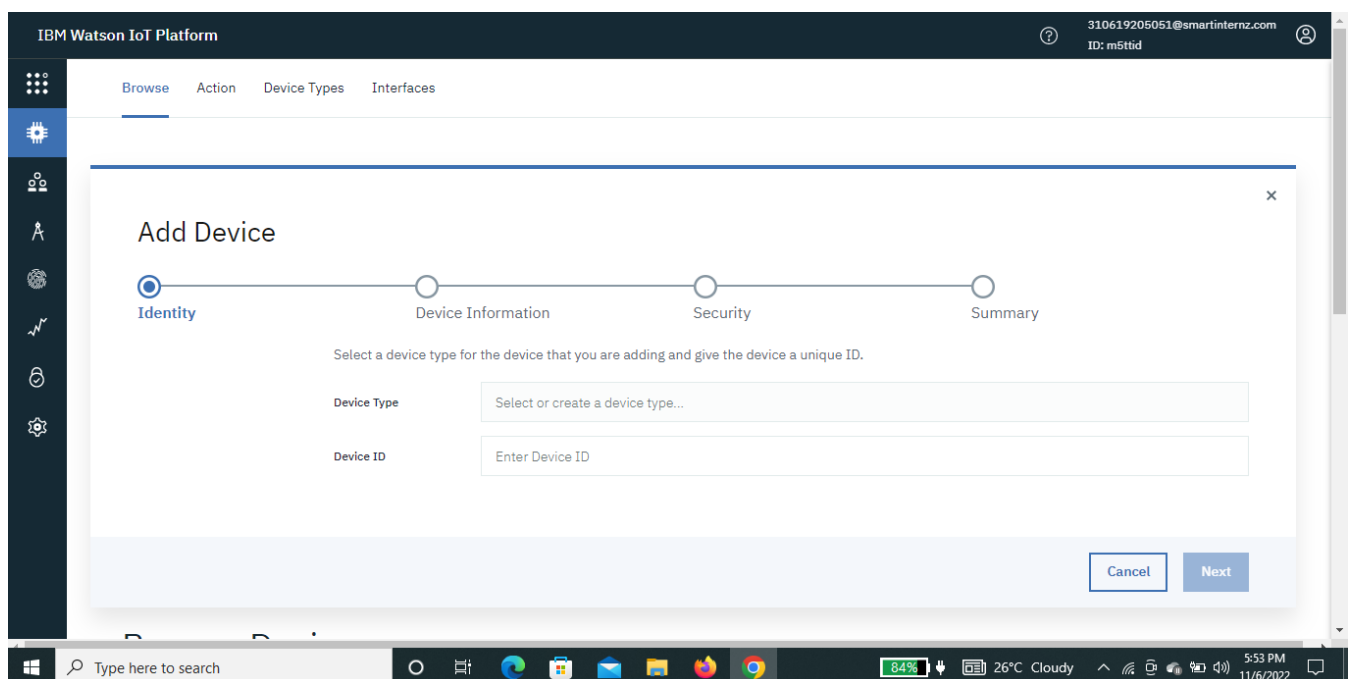 IBM Watson IoT Platform
310619205051@smartinternz.com
ID: m5ttid
Browse Action Device Types Interfaces
Add Device
Identity Device Information Security Summary
Select a device type for the device that you are adding and give the device a unique ID.
Device Type Select or create a device type...
Device ID Enter Device ID
Cancel Next
Type here to search
84% 26°C Cloudy
5:53 PM
11/6/2022